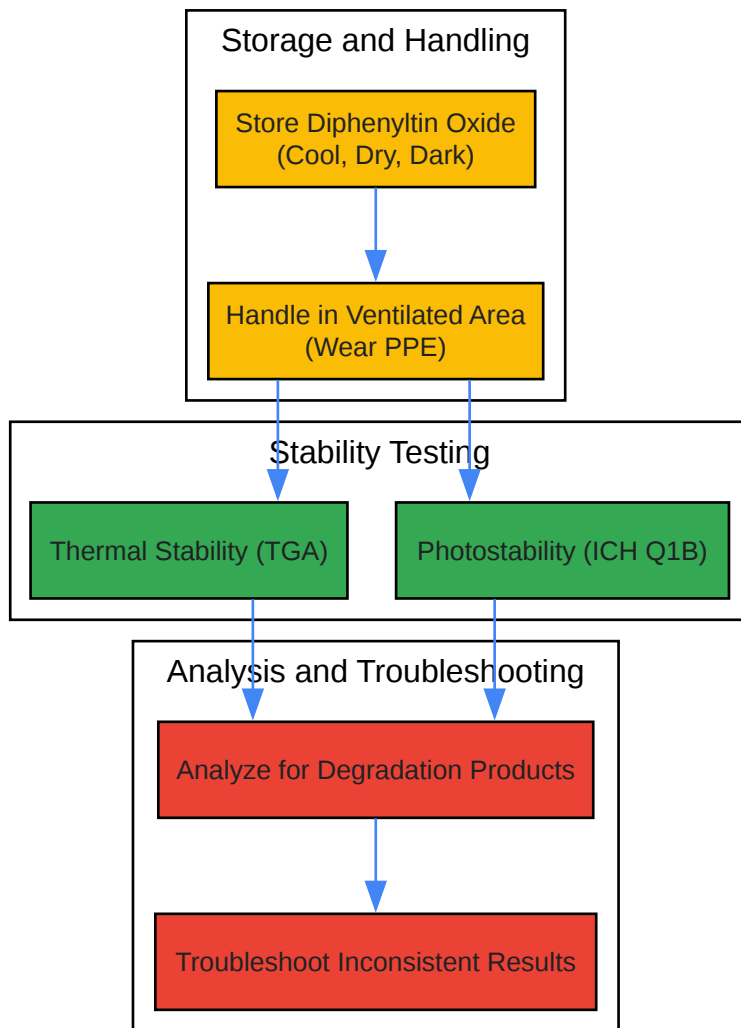 Storage and Handling
Store Diphenyltin Oxide
(Cool, Dry, Dark)
Handle in Ventilated Area
(Wear PPE)
Stability Testing
Thermal Stability (TGA)
Photostability (ICH Q1B)
Analysis and Troubleshooting
Analyze for Degradation Products
Troubleshoot Inconsistent Results